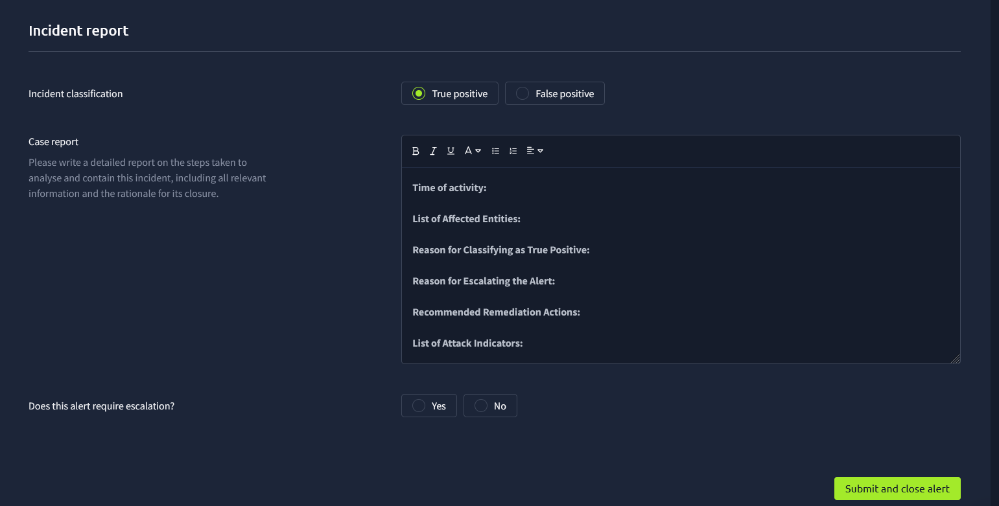 Incident report
Incident classification
True positive
False positive
Case report
Please write a detailed report on the steps taken to
analyse and contain this incident, including all relevant
information and the rationale for its closure.
B I U A
Time of activity:
List of Affected Entities:
Reason for Classifying as True Positive:
Reason for Escalating the Alert:
Recommended Remediation Actions:
List of Attack Indicators:
Does this alert require escalation?
Yes
No
Submit and close alert